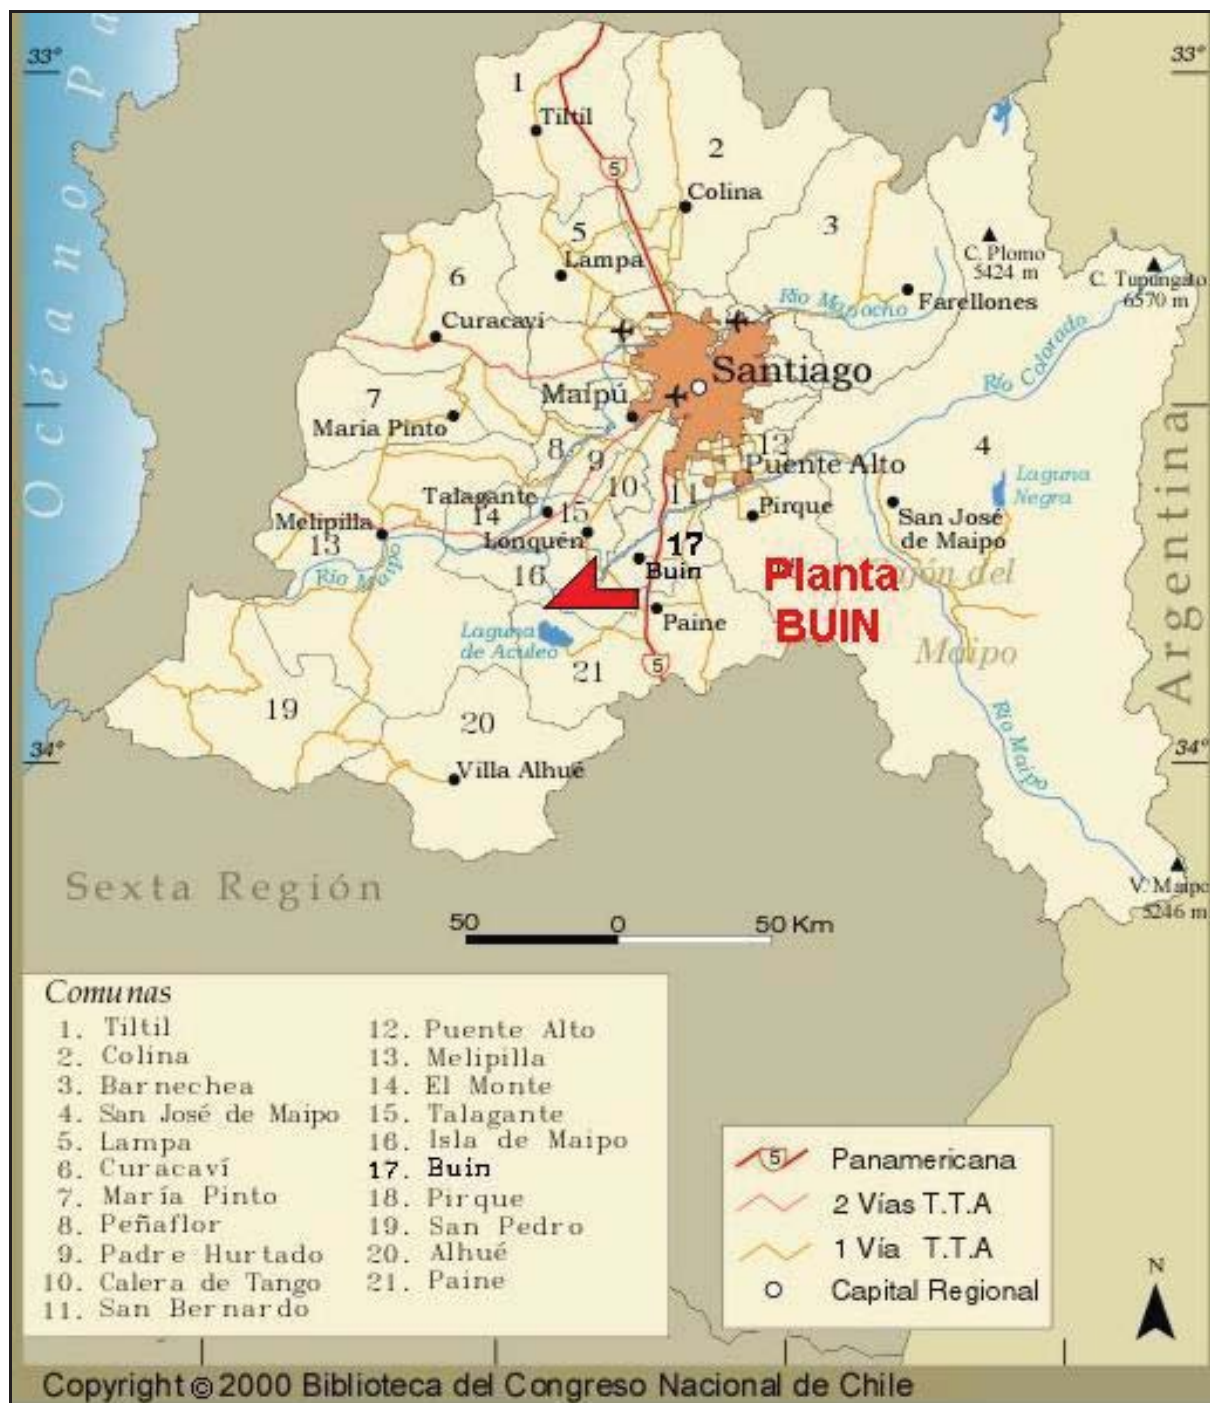 33°
33°
Océano Pa
1
Tiltil
5
2
Colina
3
5
Lampa
C. Plomo
5424 m
C. Tupungato
6570 m
6
Curacaví
Río Mapocho
Farellones
Santiago
Río Colorado
Maipú
7
Maria Pinto
8
9
12
4
Puente Alto
Laguna
Negra
Argentina
10
11
Talagante
14
15
Pirque
San José
de Maipo
Melipilla
13
Lonquén
17
Buin
16
Río Maipo
Planta
BUIN
Cajón del
Maipo
Paine
Laguna
de Aculeo
5
21
19
20
Río Maipo
34°
34°
Villa Alhué
Sexta Región
V. Maipo
5246 m
50 0 50 Km
Comunas
1. Tiltil
2. Colina
3. Barnechea
4. San José de Maipo
5. Lampa
6. Curacaví
7. María Pinto
8. Peñaflor
9. Padre Hurtado
10. Calera de Tango
11. San Bernardo
12. Puente Alto
13. Melipilla
14. El Monte
15. Talagante
16. Isla de Maipo
17. Buin
18. Pirque
19. San Pedro
20. Alhué
21. Paine
5 Panamericana
2 Vías T.T.A
1 Vía T.T.A
Capital Regional
N
Copyright © 2000 Biblioteca del Congreso Nacional de Chile